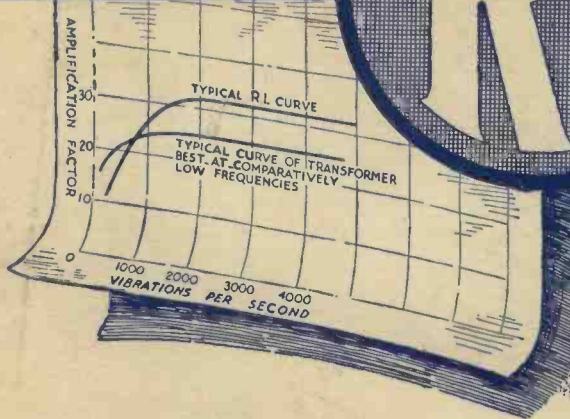 AMPLIFICATION FACTOR
30
20
10
0
TYPICAL R I CURVE
TYPICAL CURVE OF TRANSFORMER
BEST AT COMPARATIVELY
LOW FREQUENCIES
1000 2000 3000 4000
VIBRATIONS PER SECOND